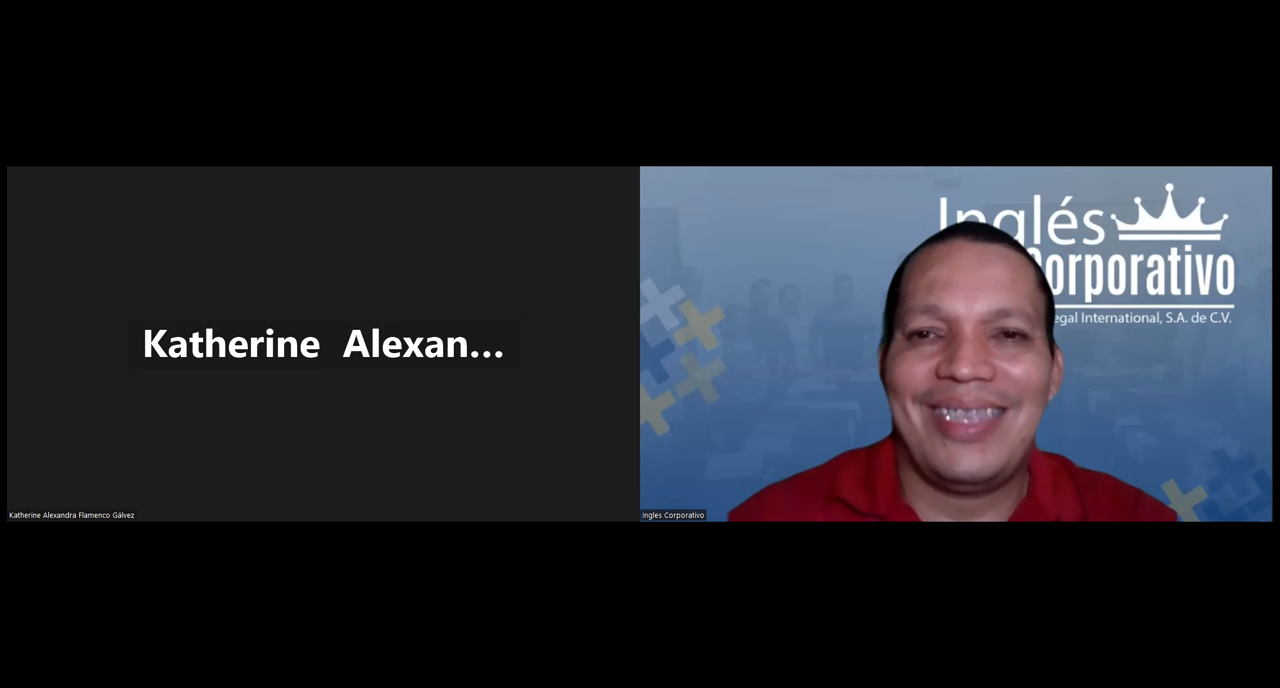 Katherine Alexan...
Katherine Alexandra Flamenco Gálvez
Inglés
Corporativo
egal International, S.A. de C.V.
Ingles Corporativo